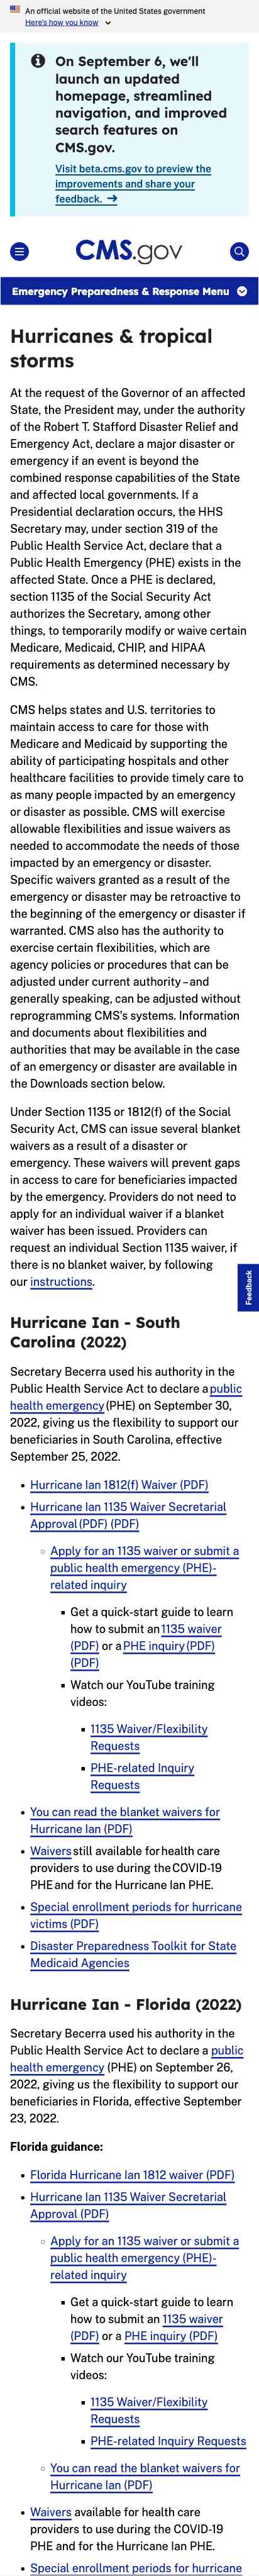 An official website of the United States government
Here's how you know
On September 6, we'll
launch an updated
homepage, streamlined
navigation, and improved
search features on
CMS.gov.
Visit beta.cms.gov to preview the
improvements and share your
feedback. →
CMS.gov
Emergency Preparedness & Response Menu
Hurricanes & tropical
storms
At the request of the Governor of an affected
State, the President may, under the authority
of the Robert T. Stafford Disaster Relief and
Emergency Act, declare a major disaster or
emergency if an event is beyond the
combined response capabilities of the State
and affected local governments. If a
Presidential declaration occurs, the HHS
Secretary may, under section 319 of the
Public Health Service Act, declare that a
Public Health Emergency (PHE) exists in the
affected State. Once a PHE is declared,
section 1135 of the Social Security Act
authorizes the Secretary, among other
things, to temporarily modify or waive certain
Medicare, Medicaid, CHIP, and HIPAA
requirements as determined necessary by
CMS.
CMS helps states and U.S. territories to
maintain access to care for those with
Medicare and Medicaid by supporting the
ability of participating hospitals and other
healthcare facilities to provide timely care to
as many people impacted by an emergency
or disaster as possible. CMS will exercise
allowable flexibilities and issue waivers as
needed to accommodate the needs of those
impacted by an emergency or disaster.
Specific waivers granted as a result of the
emergency or disaster may be retroactive to
the beginning of the emergency or disaster if
warranted. CMS also has the authority to
exercise certain flexibilities, which are
agency policies or procedures that can be
adjusted under current authority – and
generally speaking, can be adjusted without
reprogramming CMS's systems. Information
and documents about flexibilities and
authorities that may be available in the case
of an emergency or disaster are available in
the Downloads section below.
Under Section 1135 or 1812(f) of the Social
Security Act, CMS can issue several blanket
waivers as a result of a disaster or
emergency. These waivers will prevent gaps
in access to care for beneficiaries impacted
by the emergency. Providers do not need to
apply for an individual waiver if a blanket
waiver has been issued. Providers can
request an individual Section 1135 waiver, if
there is no blanket waiver, by following
our instructions.
Feedback
Hurricane Ian - South
Carolina (2022)
Secretary Becerra used his authority in the
Public Health Service Act to declare a public
health emergency (PHE) on September 30,
2022, giving us the flexibility to support our
beneficiaries in South Carolina, effective
September 25, 2022.
• Hurricane Ian 1812(f) Waiver (PDF)
• Hurricane Ian 1135 Waiver Secretarial
Approval (PDF) (PDF)
○ Apply for an 1135 waiver or submit a
public health emergency (PHE)-
related inquiry
▪ Get a quick-start guide to learn
how to submit an 1135 waiver
(PDF) or a PHE inquiry (PDF)
(PDF)
▪ Watch our YouTube training
videos:
▪ 1135 Waiver/Flexibility
Requests
▪ PHE-related Inquiry
Requests
• You can read the blanket waivers for
Hurricane Ian (PDF)
• Waivers still available for health care
providers to use during the COVID-19
PHE and for the Hurricane Ian PHE.
• Special enrollment periods for hurricane
victims (PDF)
• Disaster Preparedness Toolkit for State
Medicaid Agencies
Hurricane Ian - Florida (2022)
Secretary Becerra used his authority in the
Public Health Service Act to declare a public
health emergency (PHE) on September 26,
2022, giving us the flexibility to support our
beneficiaries in Florida, effective September
23, 2022.
Florida guidance:
• Florida Hurricane Ian 1812 waiver (PDF)
• Hurricane Ian 1135 Waiver Secretarial
Approval (PDF)
○ Apply for an 1135 waiver or submit a
public health emergency (PHE)-
related inquiry
▪ Get a quick-start guide to learn
how to submit an 1135 waiver
(PDF) or a PHE inquiry (PDF)
▪ Watch our YouTube training
videos:
▪ 1135 Waiver/Flexibility
Requests
▪ PHE-related Inquiry Requests
○ You can read the blanket waivers for
Hurricane Ian (PDF)
• Waivers available for health care
providers to use during the COVID-19
PHE and for the Hurricane Ian PHE.
• Special enrollment periods for hurricane